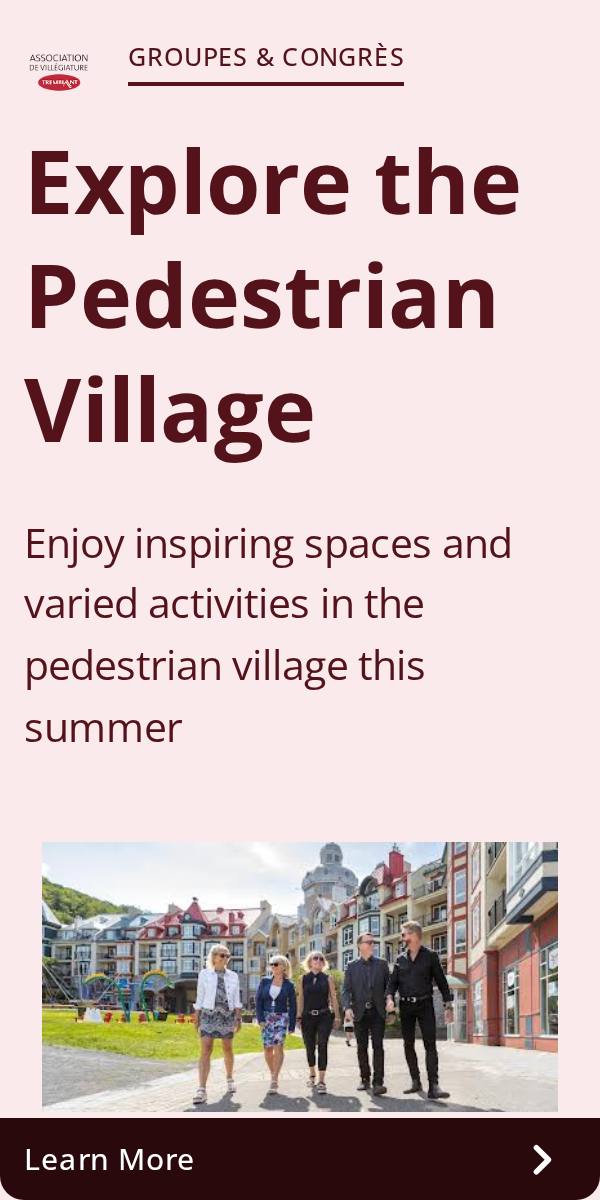 ASSOCIATION
DE VILLÉGIATURE
TREMBLANT
GROUPES & CONGRÈS
Explore the
Pedestrian
Village
Enjoy inspiring spaces and
varied activities in the
pedestrian village this
summer
Learn More